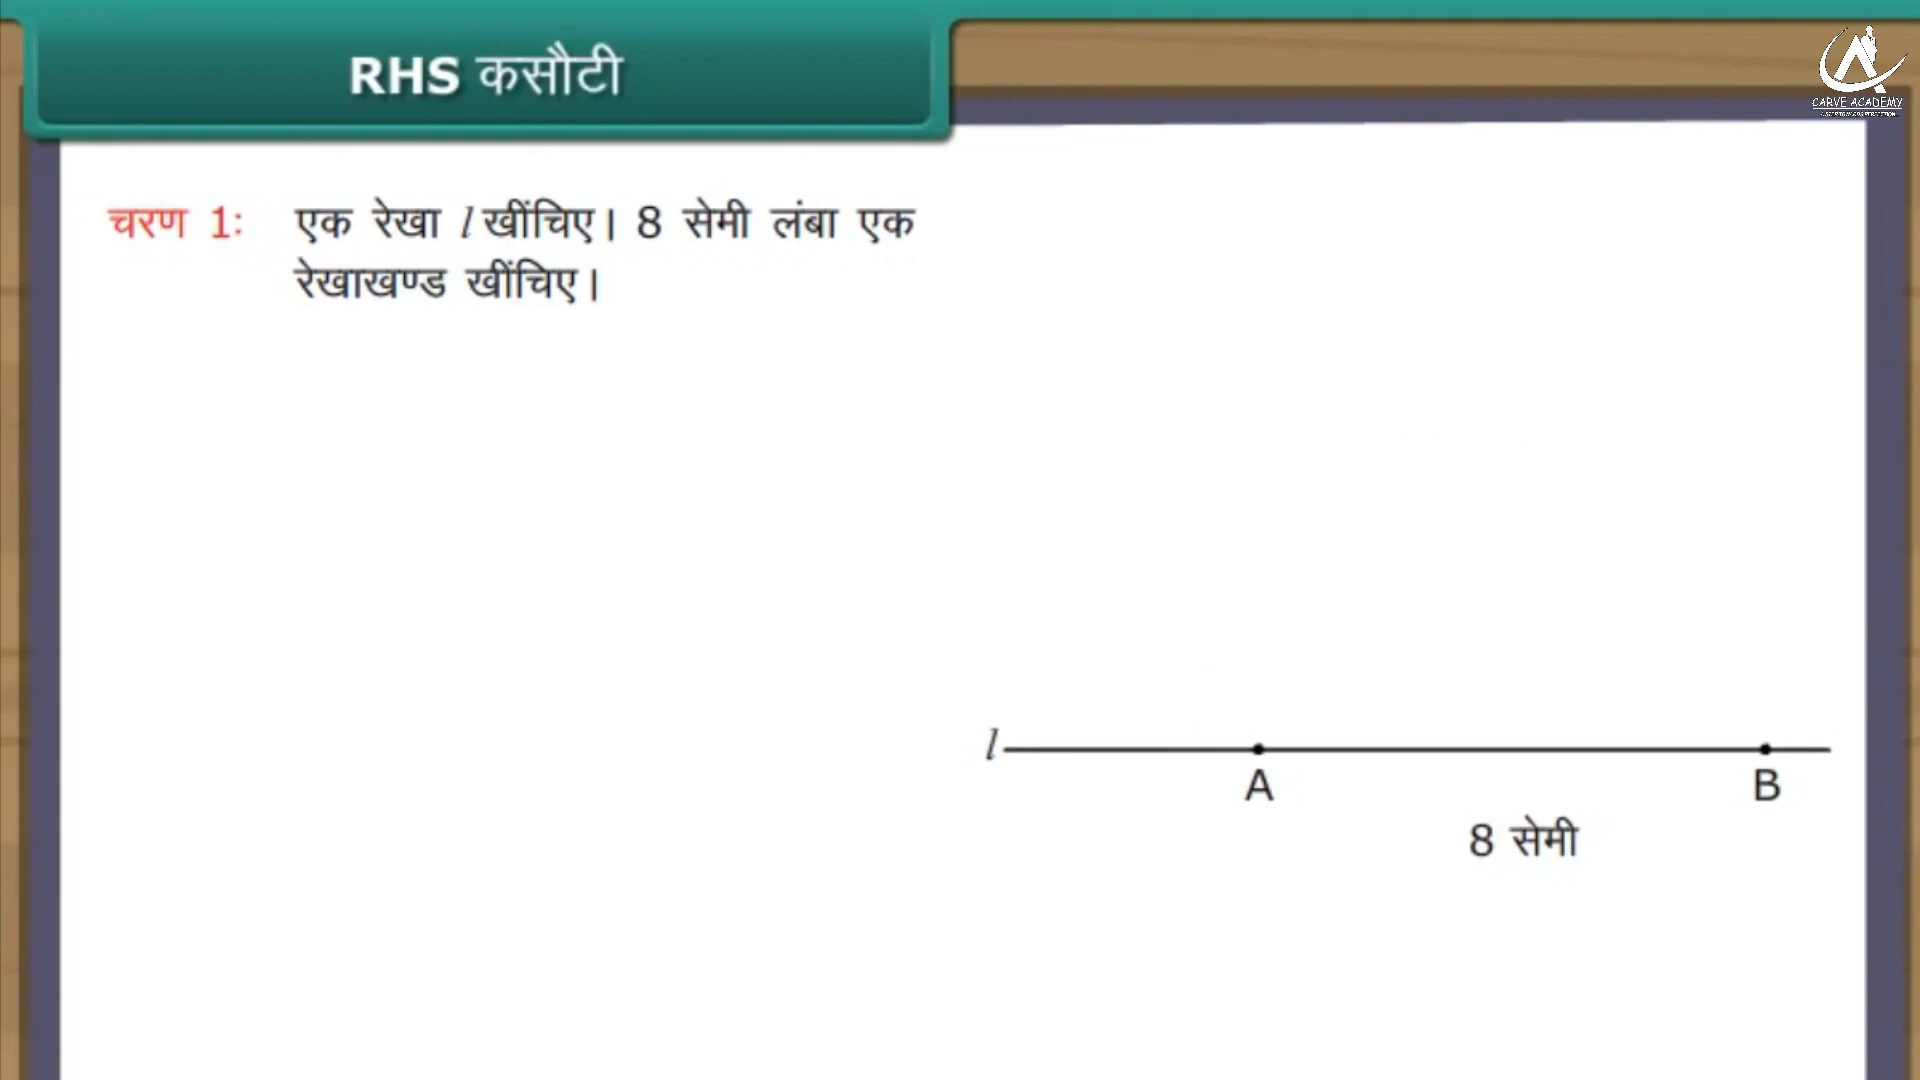 RHS कसौटी
CARVE ACADEMY
चरण 1: एक रेखा l खींचिए। 8 सेमी लंबा एक
रेखाखण्ड खींचिए।
l
A B
8 सेमी